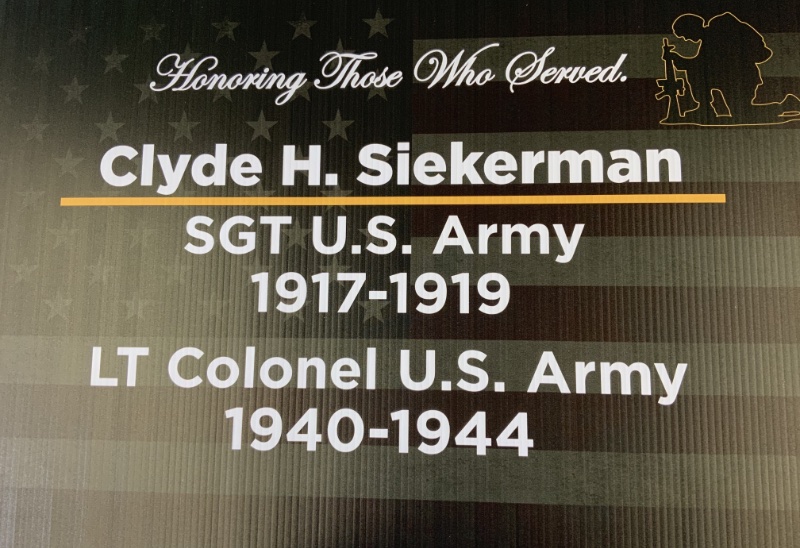 Honoring Those Who Served.
Clyde H. Siekerman
SGT U.S. Army
1917-1919
LT Colonel U.S. Army
1940-1944